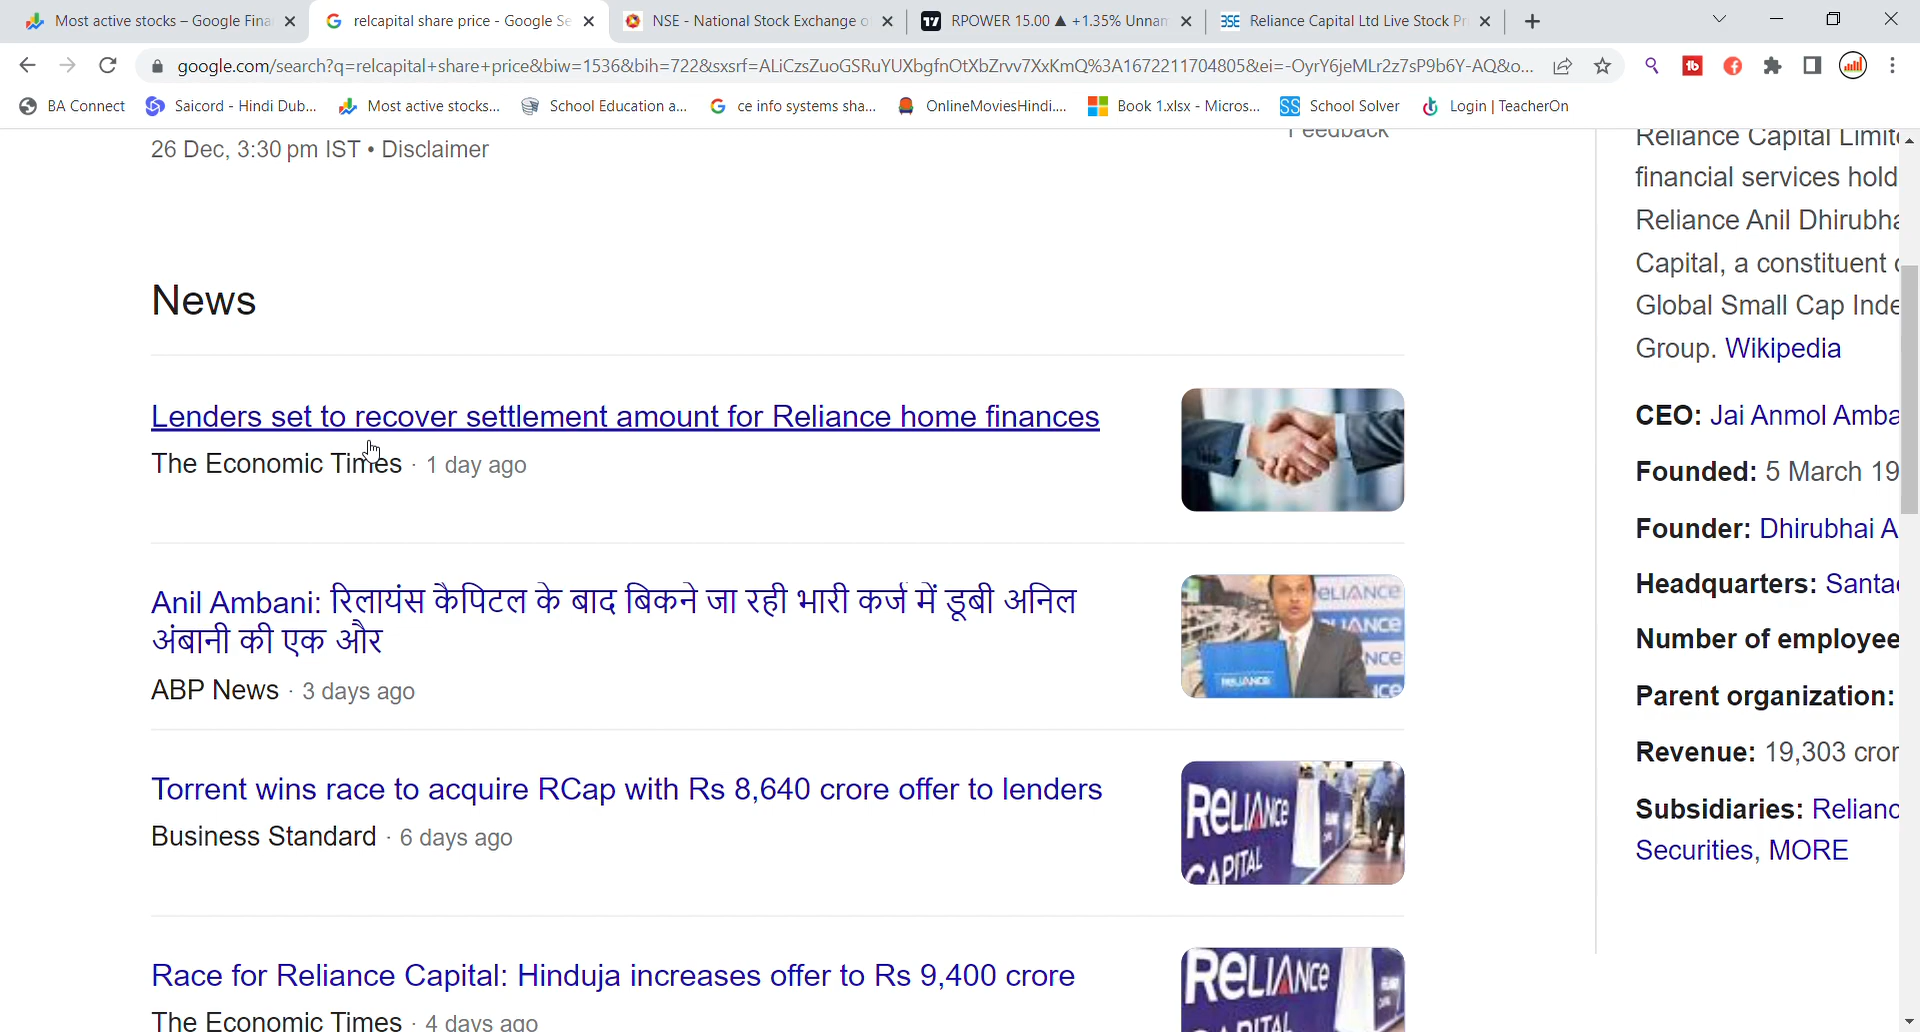 Most active stocks – Google Fina
relcapital share price - Google Se
NSE - National Stock Exchange o
RPOWER 15.00 ▲ +1.35% Unnam
Reliance Capital Ltd Live Stock Pr
google.com/search?q=relcapital+share+price&biw=1536&bih=722&sxsrf=ALiCzsZuoGSRuYUXbgfnOtXbZrvv7XxKmQ%3A1672211704805&ei=-OyrY6jeMLr2z7sP9b6Y-AQ&o...
BA Connect
Saicord - Hindi Dub...
Most active stocks...
School Education a...
ce info systems sha...
OnlineMoviesHindi....
Book 1.xlsx - Micros...
School Solver
Login | TeacherOn
Feedback
26 Dec, 3:30 pm IST • Disclaimer
News
Lenders set to recover settlement amount for Reliance home finances
The Economic Times · 1 day ago
Anil Ambani: रिलायंस कैपिटल के बाद बिकने जा रही भारी कर्ज में डूबी अनिल
अंबानी की एक और
ABP News · 3 days ago
RELIANCE
Torrent wins race to acquire RCap with Rs 8,640 crore offer to lenders
Business Standard · 6 days ago
RELIANCE
CAPITAL
Race for Reliance Capital: Hinduja increases offer to Rs 9,400 crore
The Economic Times · 4 days ago
RELIANCE
Reliance Capital Limite
financial services hold
Reliance Anil Dhirubha
Capital, a constituent
Global Small Cap Inde
Group. Wikipedia
CEO: Jai Anmol Amba
Founded: 5 March 19
Founder: Dhirubhai A
Headquarters: Santac
Number of employee
Parent organization:
Revenue: 19,303 cror
Subsidiaries: Relianc
Securities, MORE